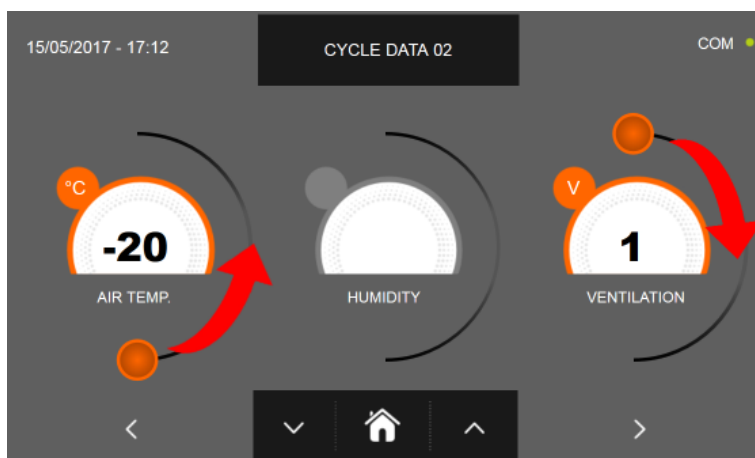 15/05/2017 - 17:12
CYCLE DATA 02
COM
°C
-20
AIR TEMP.
HUMIDITY
V
1
VENTILATION